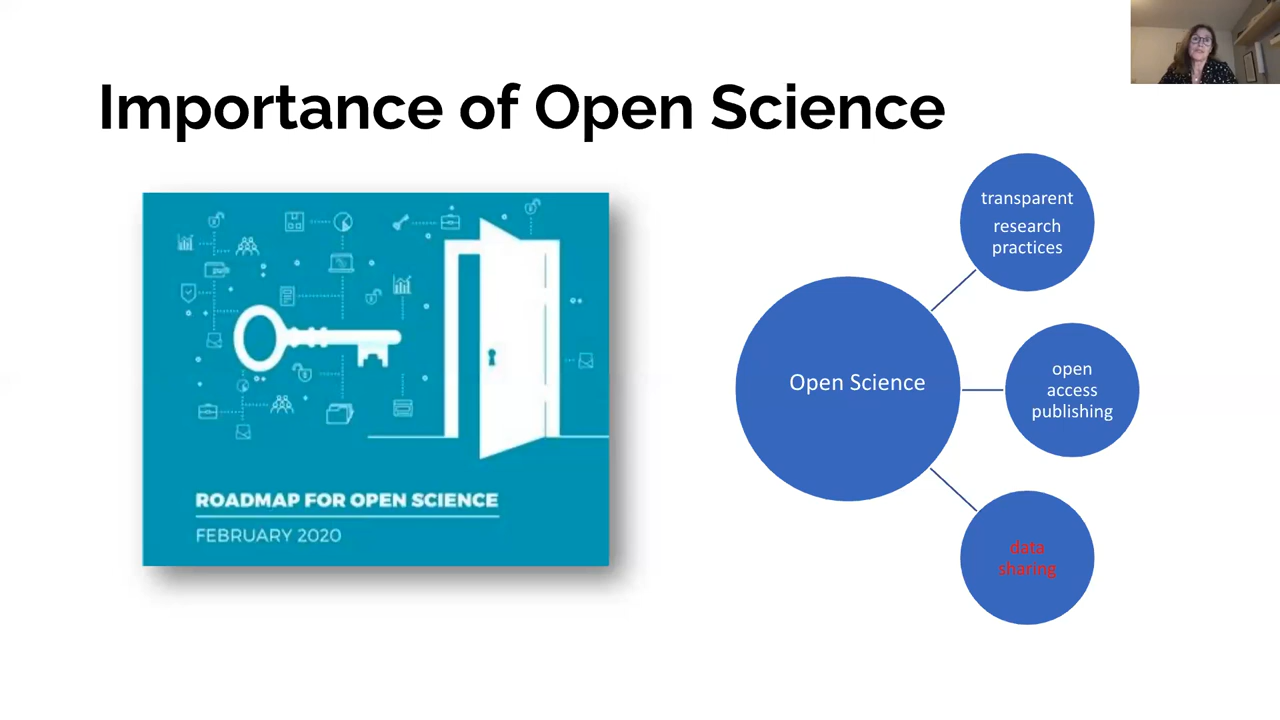 Importance of Open Science
ROADMAP FOR OPEN SCIENCE
FEBRUARY 2020
Open Science
transparent
research
practices
open
access
publishing
data
sharing